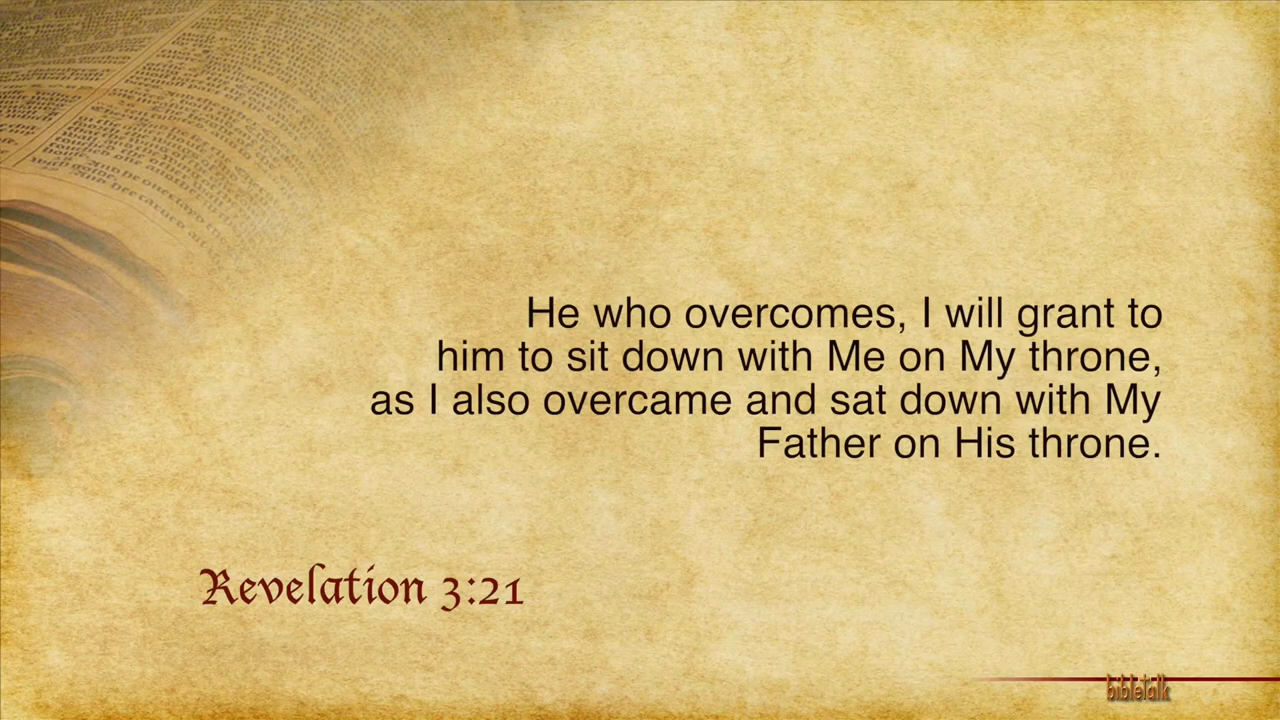 He who overcomes, I will grant to
him to sit down with Me on My throne,
as I also overcame and sat down with My
Father on His throne.
Revelation 3:21
bibletalk